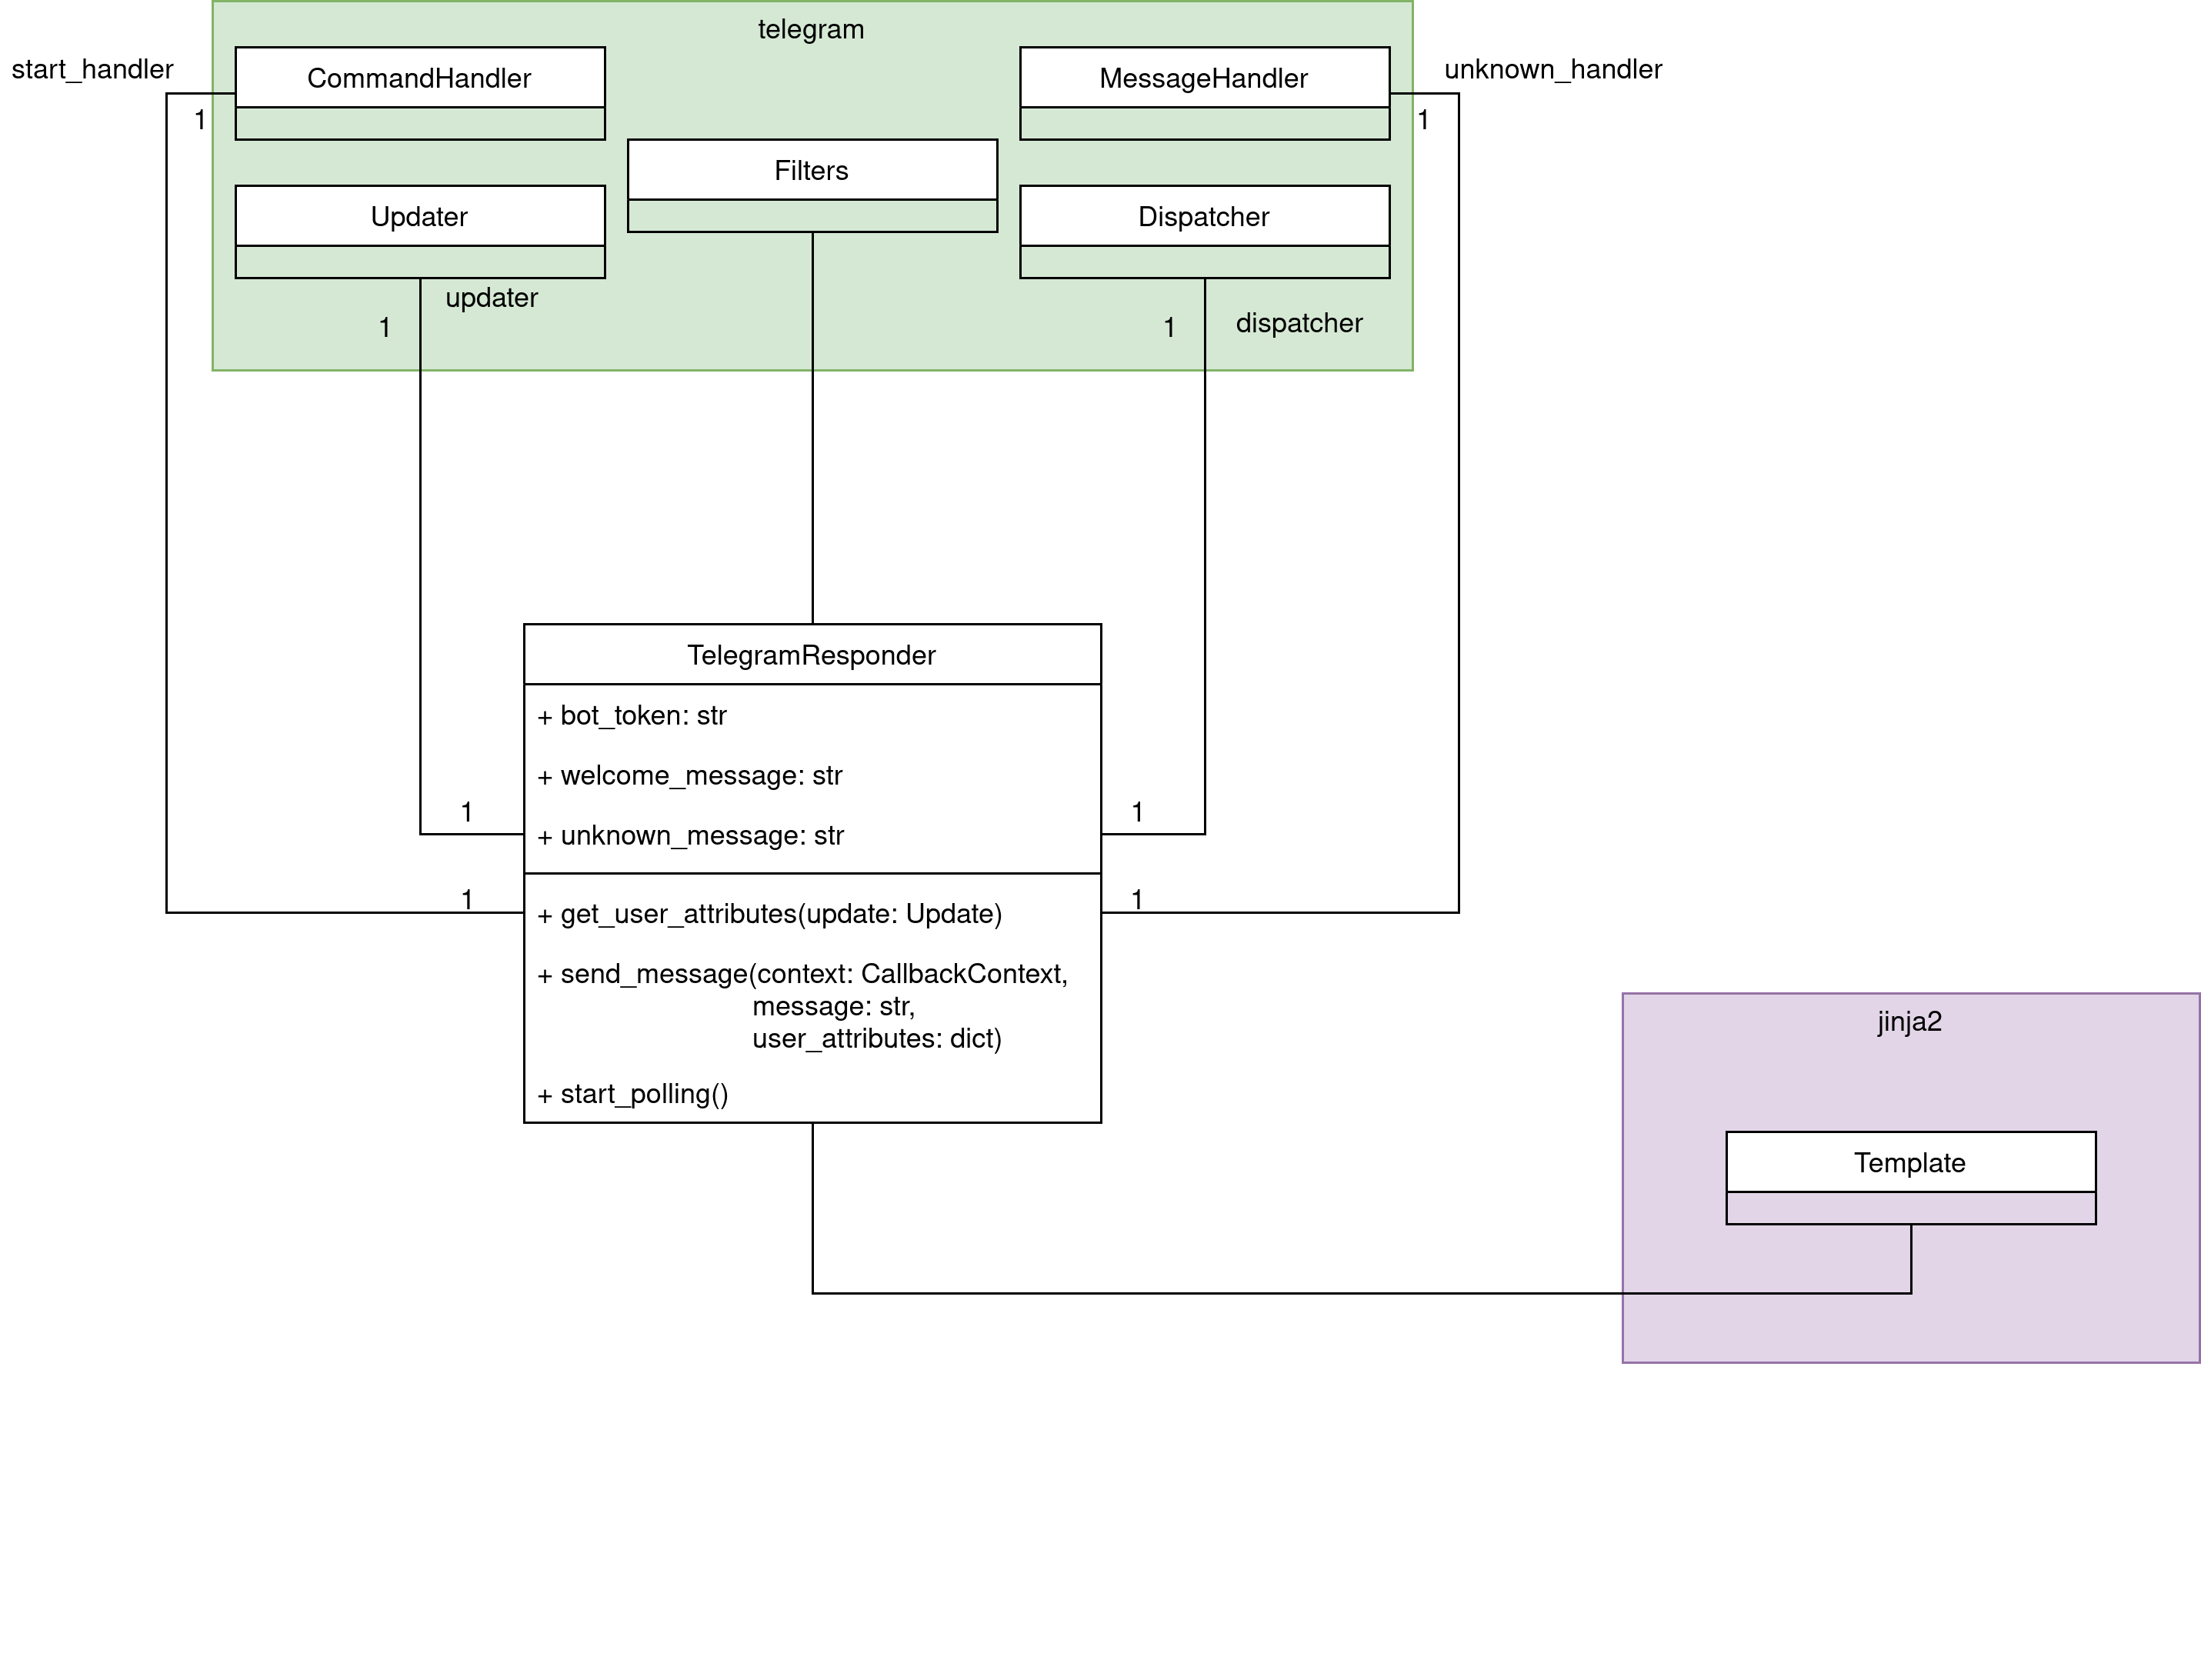 telegram
start_handler
CommandHandler
MessageHandler
unknown_handler
1
1
Filters
Updater
Dispatcher
updater
dispatcher
1
1
TelegramResponder
+ bot_token: str
+ welcome_message: str
+ unknown_message: str
1
1
1
1
+ get_user_attributes(update: Update)
+ send_message(context: CallbackContext,
message: str,
user_attributes: dict)
+ start_polling()
jinja2
Template